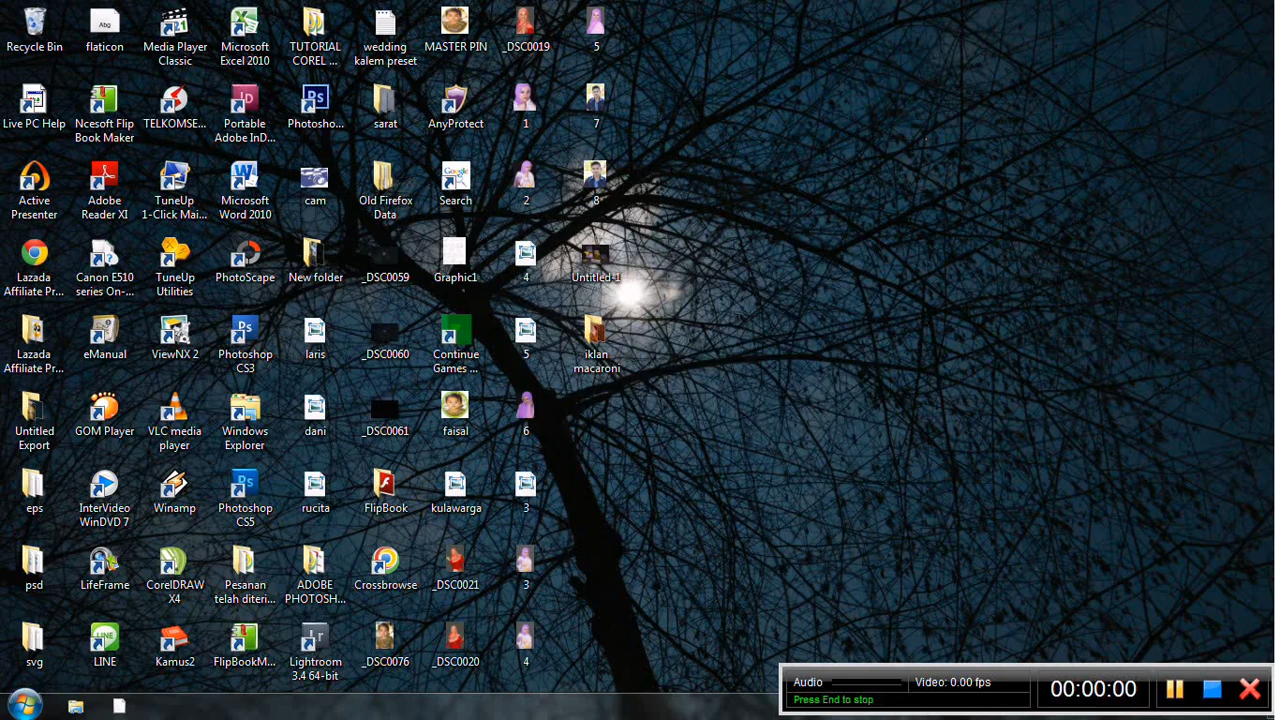 Recycle Bin
flaticon
Media Player
Classic
Microsoft
Excel 2010
TUTORIAL
COREL ...
wedding
kalem preset
MASTER PIN
_DSC0019
5
Live PC Help
Ncesoft Flip
Book Maker
TELKOMSE...
Portable
Adobe InD...
Photosho...
sarat
AnyProtect
1
7
Active
Presenter
Adobe
Reader XI
TuneUp
1-Click Mai...
Microsoft
Word 2010
cam
Old Firefox
Data
Search
2
8
Lazada
Affiliate Pr...
Canon E510
series On-...
TuneUp
Utilities
PhotoScape
New folder
_DSC0059
Graphic1
4
Untitled-1
Lazada
Affiliate Pr...
eManual
ViewNX 2
Photoshop
CS3
laris
_DSC0060
Continue
Games ...
5
iklan
macaroni
Untitled
Export
GOM Player
VLC media
player
Windows
Explorer
dani
_DSC0061
faisal
6
eps
InterVideo
WinDVD 7
Winamp
Photoshop
CS5
rucita
FlipBook
kulawarga
3
psd
LifeFrame
CorelDRAW
X4
Pesanan
telah diteri...
ADOBE
PHOTOSH...
Crossbrowse
_DSC0021
3
svg
LINE
Kamus2
FlipBookM...
Lightroom
3.4 64-bit
_DSC0076
_DSC0020
4
Audio
Video: 0.00 fps
Press End to stop
00:00:00